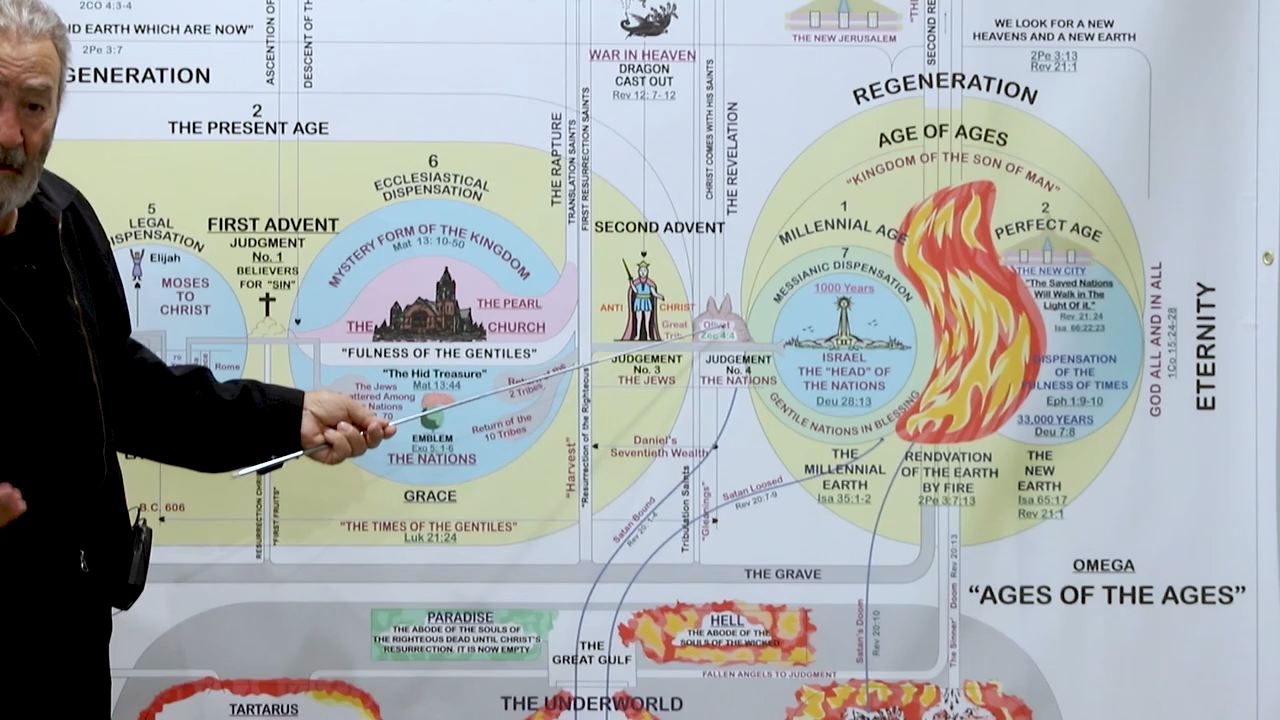 2CO 4;3-4
ID EARTH WHICH ARE NOW"
2Pe 3:7
GENERATION
ASCENSION OF
DESCENT OF THE
2
THE PRESENT AGE
WAR IN HEAVEN
DRAGON
CAST OUT
Rev 12: 7- 12
THE NEW JERUSALEM
SECOND RE
WE LOOK FOR A NEW
HEAVENS AND A NEW EARTH
2Pe 3:13
Rev 21:1
REGENERATION
AGE OF AGES
"KINGDOM OF THE SON OF MAN"
5
LEGAL
DISPENSATION
Elijah
MOSES
TO
CHRIST
Rome
FIRST ADVENT
JUDGMENT
No. 1
BELIEVERS
FOR "SIN"
6
ECCLESIASTICAL
DISPENSATION
MYSTERY FORM OF THE KINGDOM
Mat 13: 10-50
THE PEARL
THE CHURCH
"FULNESS OF THE GENTILES"
"The Hid Treasure"
Mat 13:44
The Jews
ttered Among
Nations
70
EMBLEM
Exo 5: 1-6
THE NATIONS
Return of the
2 Tribes
Return of the
10 Tribes
GRACE
"THE TIMES OF THE GENTILES"
Luk 21:24
B.C. 606
RESURRECTION CHRI
"FIRST FRUITS"
THE RAPTURE
TRANSLATION SAINTS
FIRST RESURRECTION SAINTS
SECOND ADVENT
ANTI CHRIST
Great
Trib
Olivet
Zec 4:4
CHRIST COMES WITH HIS SAINTS
THE REVELATION
JUDGEMENT
No. 3
THE JEWS
JUDGEMENT
No. 4
THE NATIONS
"Harvest"
"Resurrection of the Righteous
Daniel's
Seventieth Wealth
Tribulation Saints
"Gleanings"
Satan Bound
Rev 20: 1-4
Satan Loosed
Rev 20:7-9
1
MILLENNIAL AGE
7
MESSIANIC DISPENSATION
1000 Years
ISRAEL
THE "HEAD" OF
THE NATIONS
Deu 28:13
GENTILE NATIONS IN BLESSING
THE
MILLENNIAL
EARTH
Isa 35:1-2
RENDVATION
OF THE EARTH
BY FIRE
2Pe 3:7,13
2
PERFECT AGE
THE NEW CITY
"The Saved Nations
Will Walk in The
Light Of it."
Rev 21: 24
Isa 66:22;23
DISPENSATION
OF THE
FULNESS OF TIMES
Eph 1:9-10
33,000 YEARS
Deu 7:8
THE
NEW
EARTH
Isa 65:17
Rev 21:1
GOD ALL AND IN ALL
1Co 15:24-28
ETERNITY
OMEGA
"AGES OF THE AGES"
THE GRAVE
PARADISE
THE ABODE OF THE SOULS OF
THE RIGHTEOUS DEAD UNTIL CHRIST'S
RESURRECTION. IT IS NOW EMPTY
THE
GREAT GULF
HELL
THE ABODE OF THE
SOULS OF THE WICKED
Satan's Doom
Rev 20:10
The Sinner' Doom Rev 20:13
FALLEN ANGELS TO JUDGMENT
THE UNDERWORLD
TARTARUS